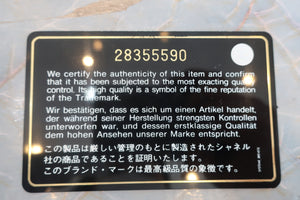 28355590
We certify the authenticity of this item and confirm
that it has been subjected to the most exacting quality
control. Its high quality is a symbol of the fine reputation
of the Trademark.
Wir bestätigen, dass es sich um einen Artikel handelt,
der während seiner Herstellung strengsten Kontrollen
unterworfen war, und dessen erstklassige Qualität
dem hohen Ansehen unserer Marke entspricht.
この製品は厳しい管理のもとに製造されたシャネル
社の商品であることを証明いたします。
このブランド・マークは最高級品質の象徴です。